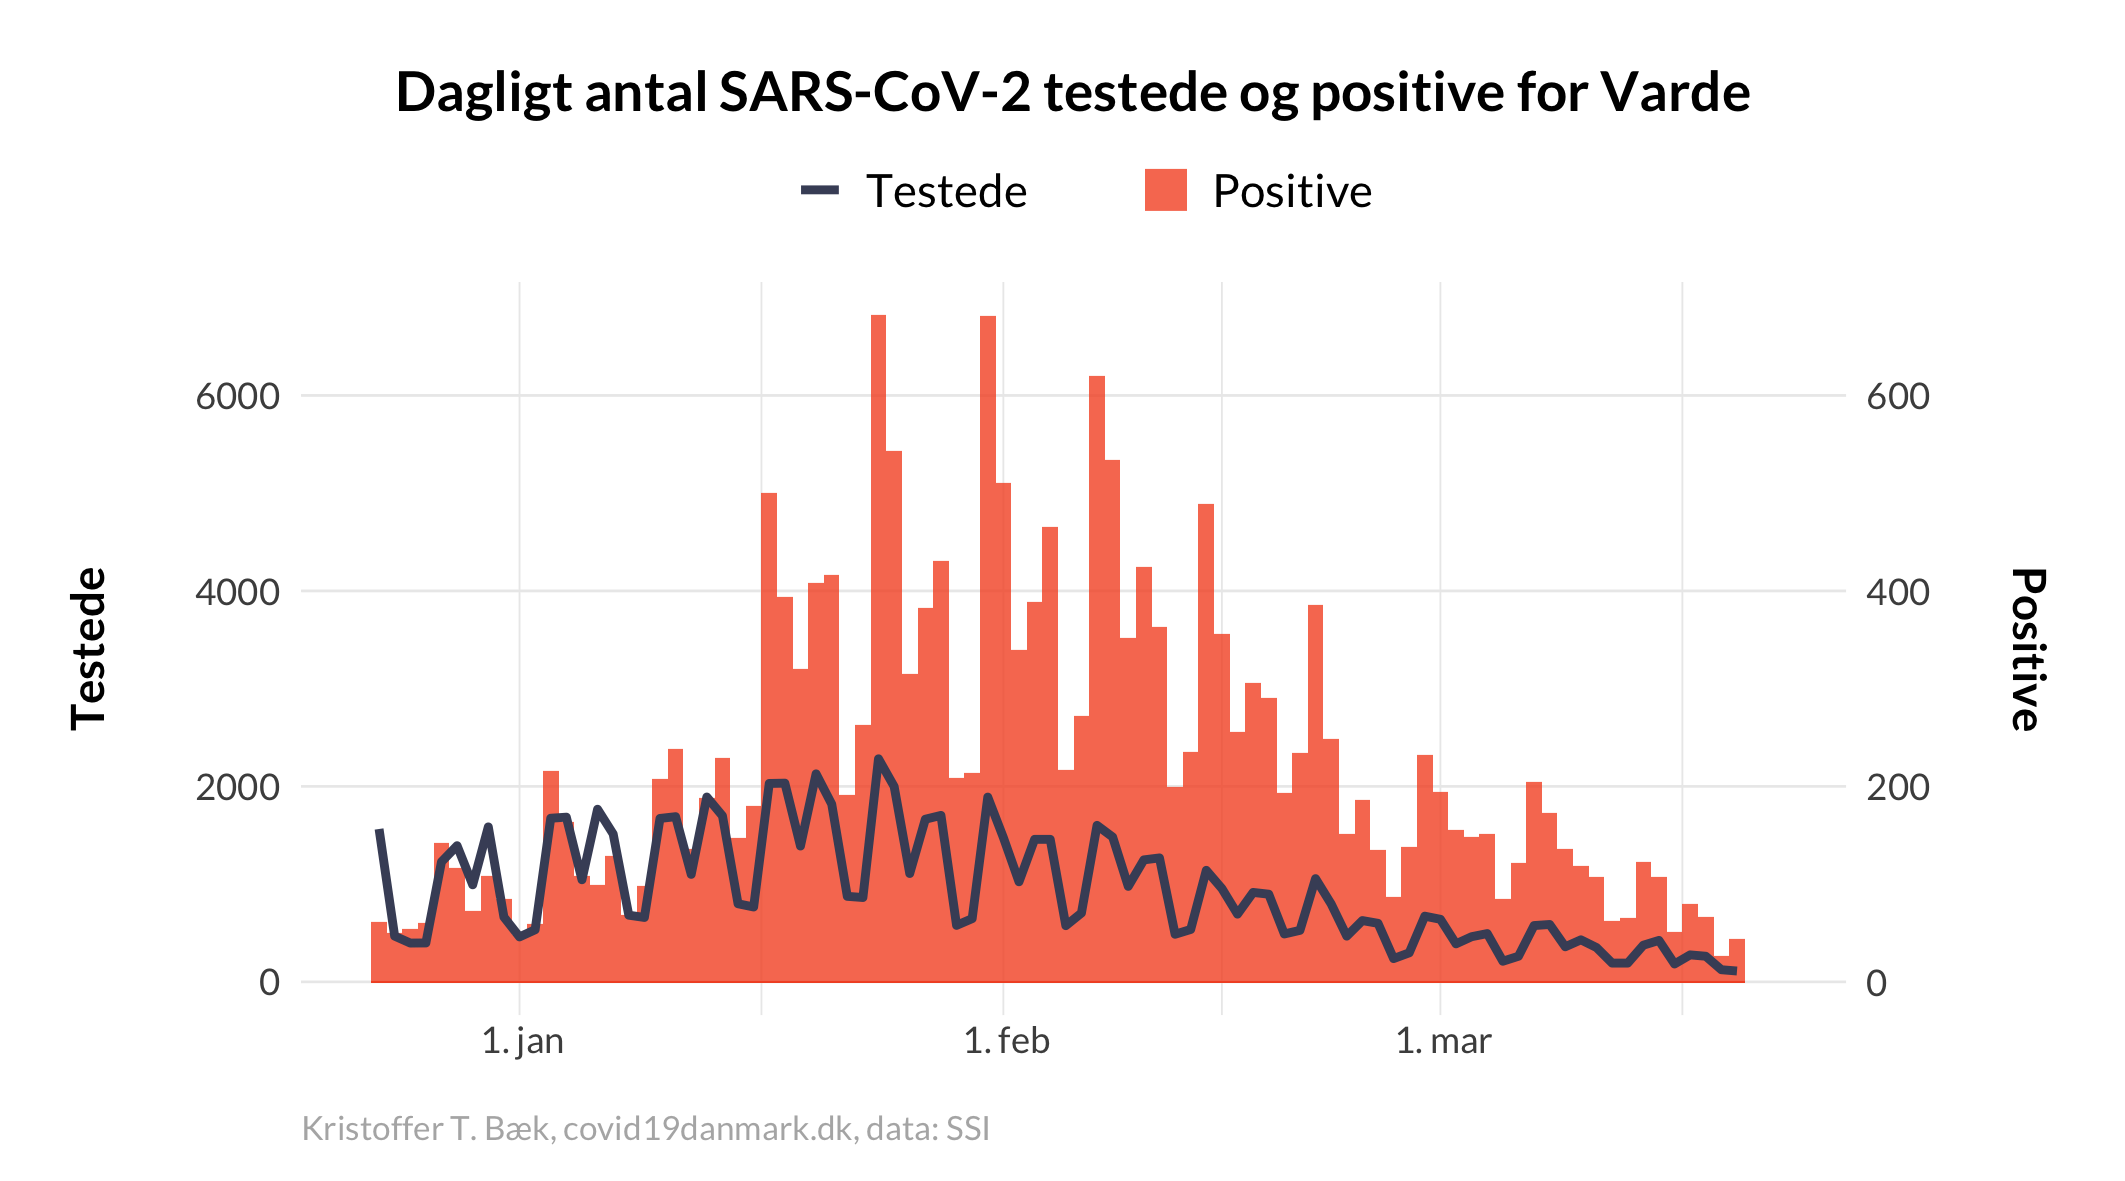 Dagligt antal SARS-CoV-2 testede og positive for Varde
Testede
Positive
6000
4000
2000
0
600
400
200
0
Testede
Positive
1. jan
1. feb
1. mar
Kristoffer T. Bæk, covid19danmark.dk, data: SSI